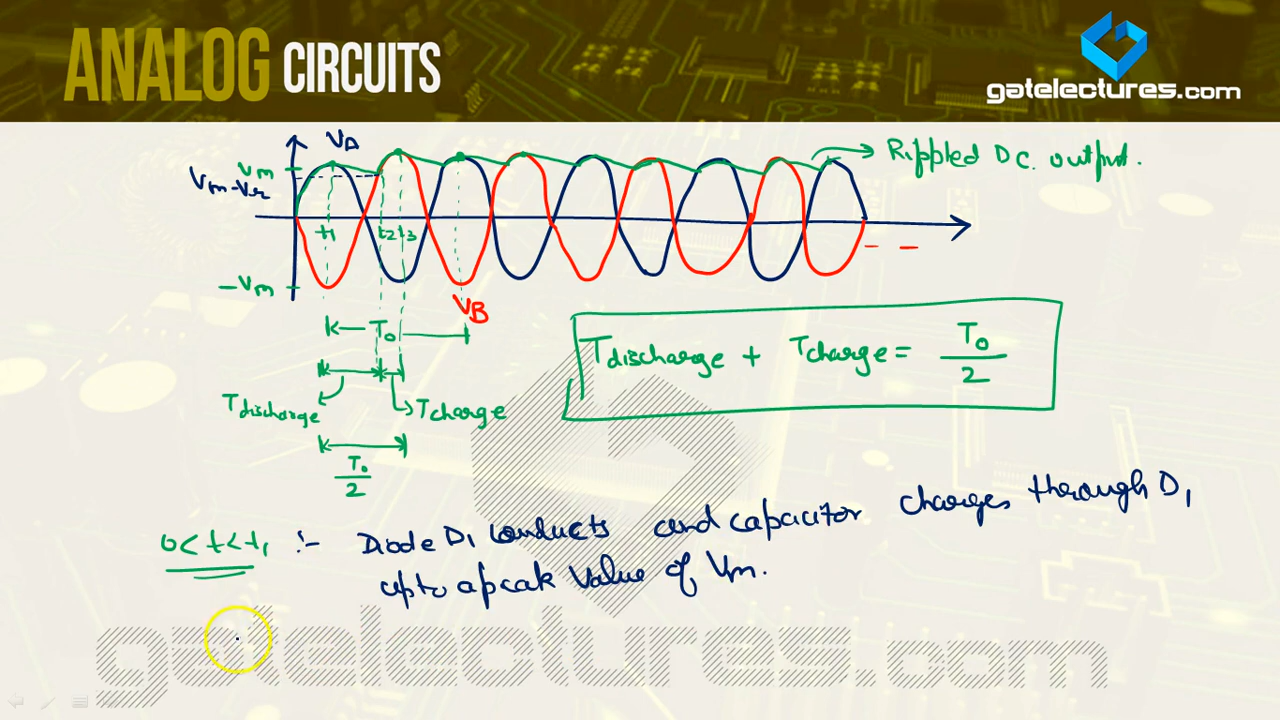 ANALOG CIRCUITS
gatelectures.com
VA
Vm
Vm-Vr
Rippled DC. output.
t1 t2 t3
-Vm
VB
T0
Tdischarge + Tcharge = T0/2
Tdischarge
Tcharge
T0/2
0<t<t1 :- Diode D1 conducts and capacitor charges through D1
upto a peak value of Vm.
gatelectures.com